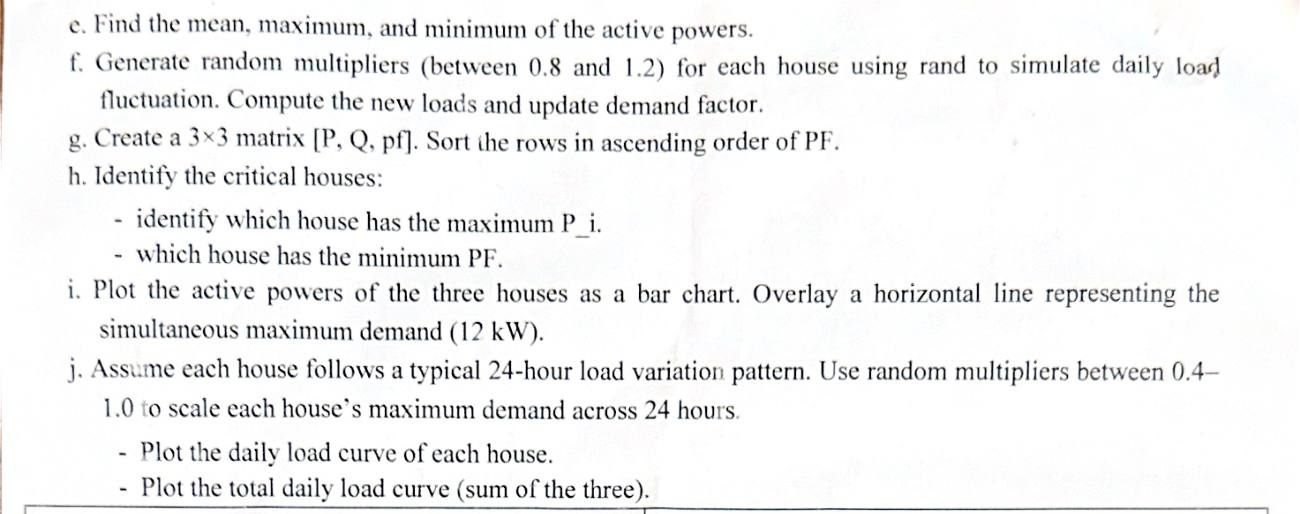 e. Find the mean, maximum, and minimum of the active powers.
f. Generate random multipliers (between 0.8 and 1.2) for each house using rand to simulate daily load
fluctuation. Compute the new loads and update demand factor.
g. Create a 3×3 matrix [P, Q, pf]. Sort the rows in ascending order of PF.
h. Identify the critical houses:
- identify which house has the maximum P_i.
- which house has the minimum PF.
i. Plot the active powers of the three houses as a bar chart. Overlay a horizontal line representing the
simultaneous maximum demand (12 kW).
j. Assume each house follows a typical 24-hour load variation pattern. Use random multipliers between 0.4–
1.0 to scale each house's maximum demand across 24 hours.
- Plot the daily load curve of each house.
- Plot the total daily load curve (sum of the three).